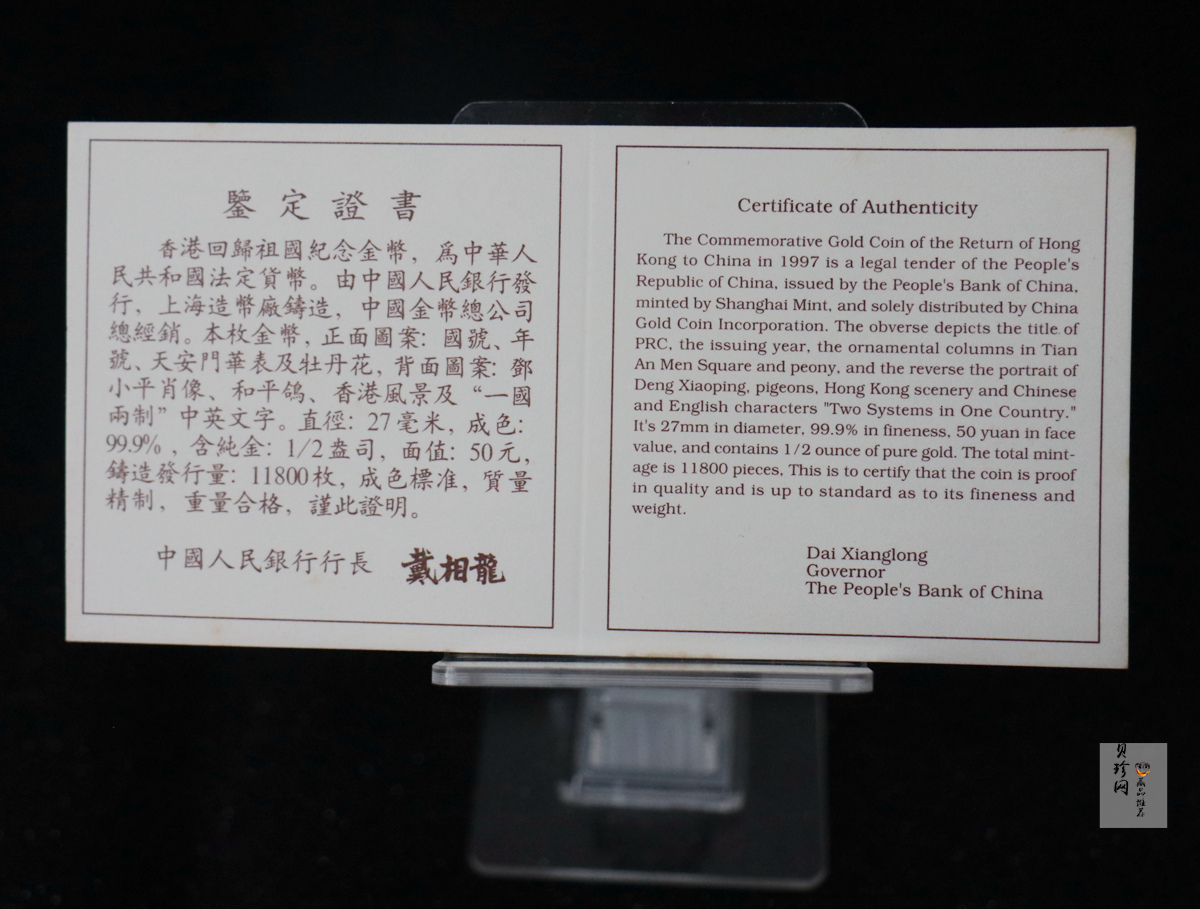 鑒定證書
香港回歸祖國紀念金幣，爲中華人
民共和國法定貨幣。由中國人民銀行發
行，上海造幣廠鑄造，中國金幣總公司
總經銷。本枚金幣，正面圖案：國號、年
號、天安門華表及牡丹花，背面圖案：鄧
小平肖像、和平鴿、香港風景及“一國
兩制”中英文字。直徑：27毫米，成色：
99.9%，含純金：1/2盎司，面值：50元，
鑄造發行量：11800枚，成色標准，質量
精制，重量合格，謹此證明。
中國人民銀行行長 戴相龍
Certificate of Authenticity
The Commemorative Gold Coin of the Return of Hong
Kong to China in 1997 is a legal tender of the People's
Republic of China, issued by the People's Bank of China,
minted by Shanghai Mint, and solely distributed by China
Gold Coin Incorporation. The obverse depicts the title of
PRC, the issuing year, the ornamental columns in Tian
An Men Square and peony, and the reverse the portrait of
Deng Xiaoping, pigeons, Hong Kong scenery and Chinese
and English characters "Two Systems in One Country."
It's 27mm in diameter, 99.9% in fineness, 50 yuan in face
value, and contains 1/2 ounce of pure gold. The total mint-
age is 11800 pieces. This is to certify that the coin is proof
in quality and is up to standard as to its fineness and
weight.
Dai Xianglong
Governor
The People's Bank of China
贝珍网
藏品推荐